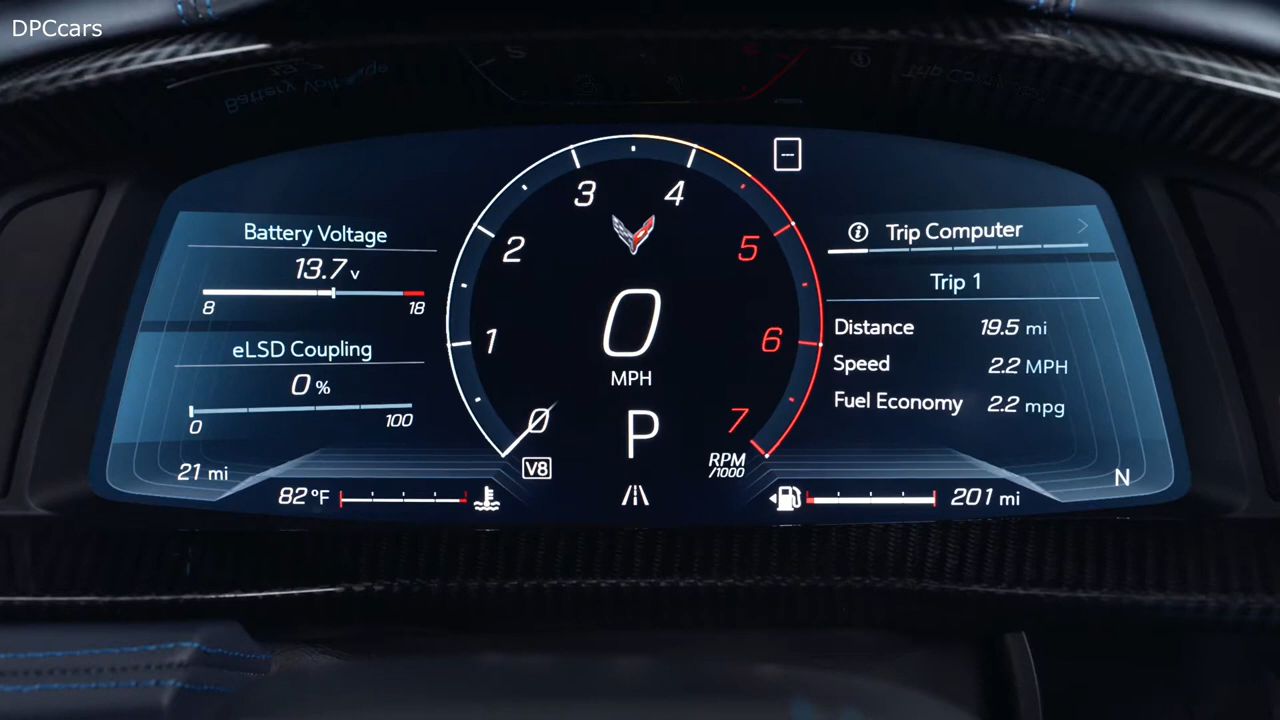 DPCcars
Battery Voltage
13.7 v
8 18
eLSD Coupling
0 %
0 100
21 mi
82 °F
0
1
2
3
4
5
6
7
RPM
/1000
V8
0
MPH
P
--
Trip Computer
Trip 1
Distance 19.5 mi
Speed 2.2 MPH
Fuel Economy 2.2 mpg
N
201 mi